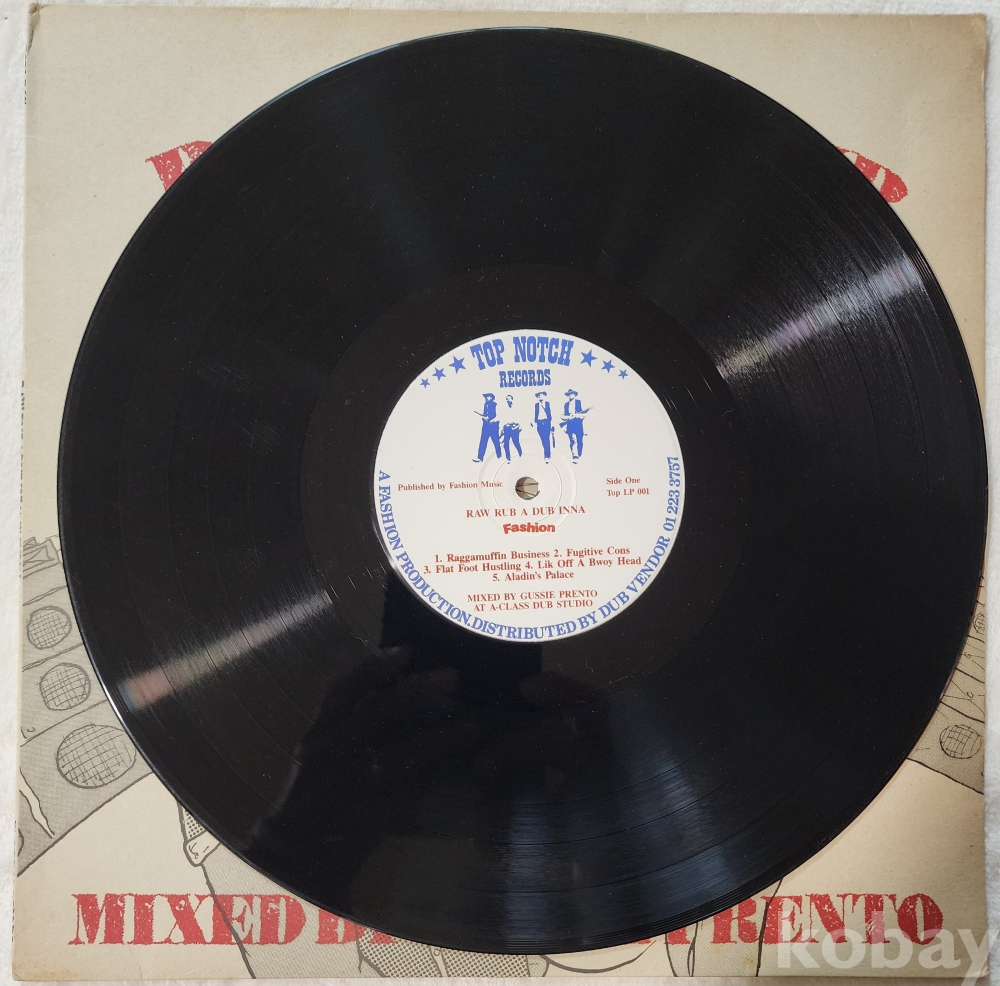 TOP NOTCH
RECORDS
Published by Fashion Music
Side One
Top LP 001
RAW RUB A DUB INNA
Fashion
1. Raggamuffin Business 2. Fugitive Cons
3. Flat Foot Hustling 4. Lik Off A Bwoy Head
5. Aladin's Palace
MIXED BY GUSSIE PRENTO
AT A-CLASS DUB STUDIO
A FASHION PRODUCTION. DISTRIBUTED BY DUB VENDOR 01 223 3757
MIXED
RENTO
kobay